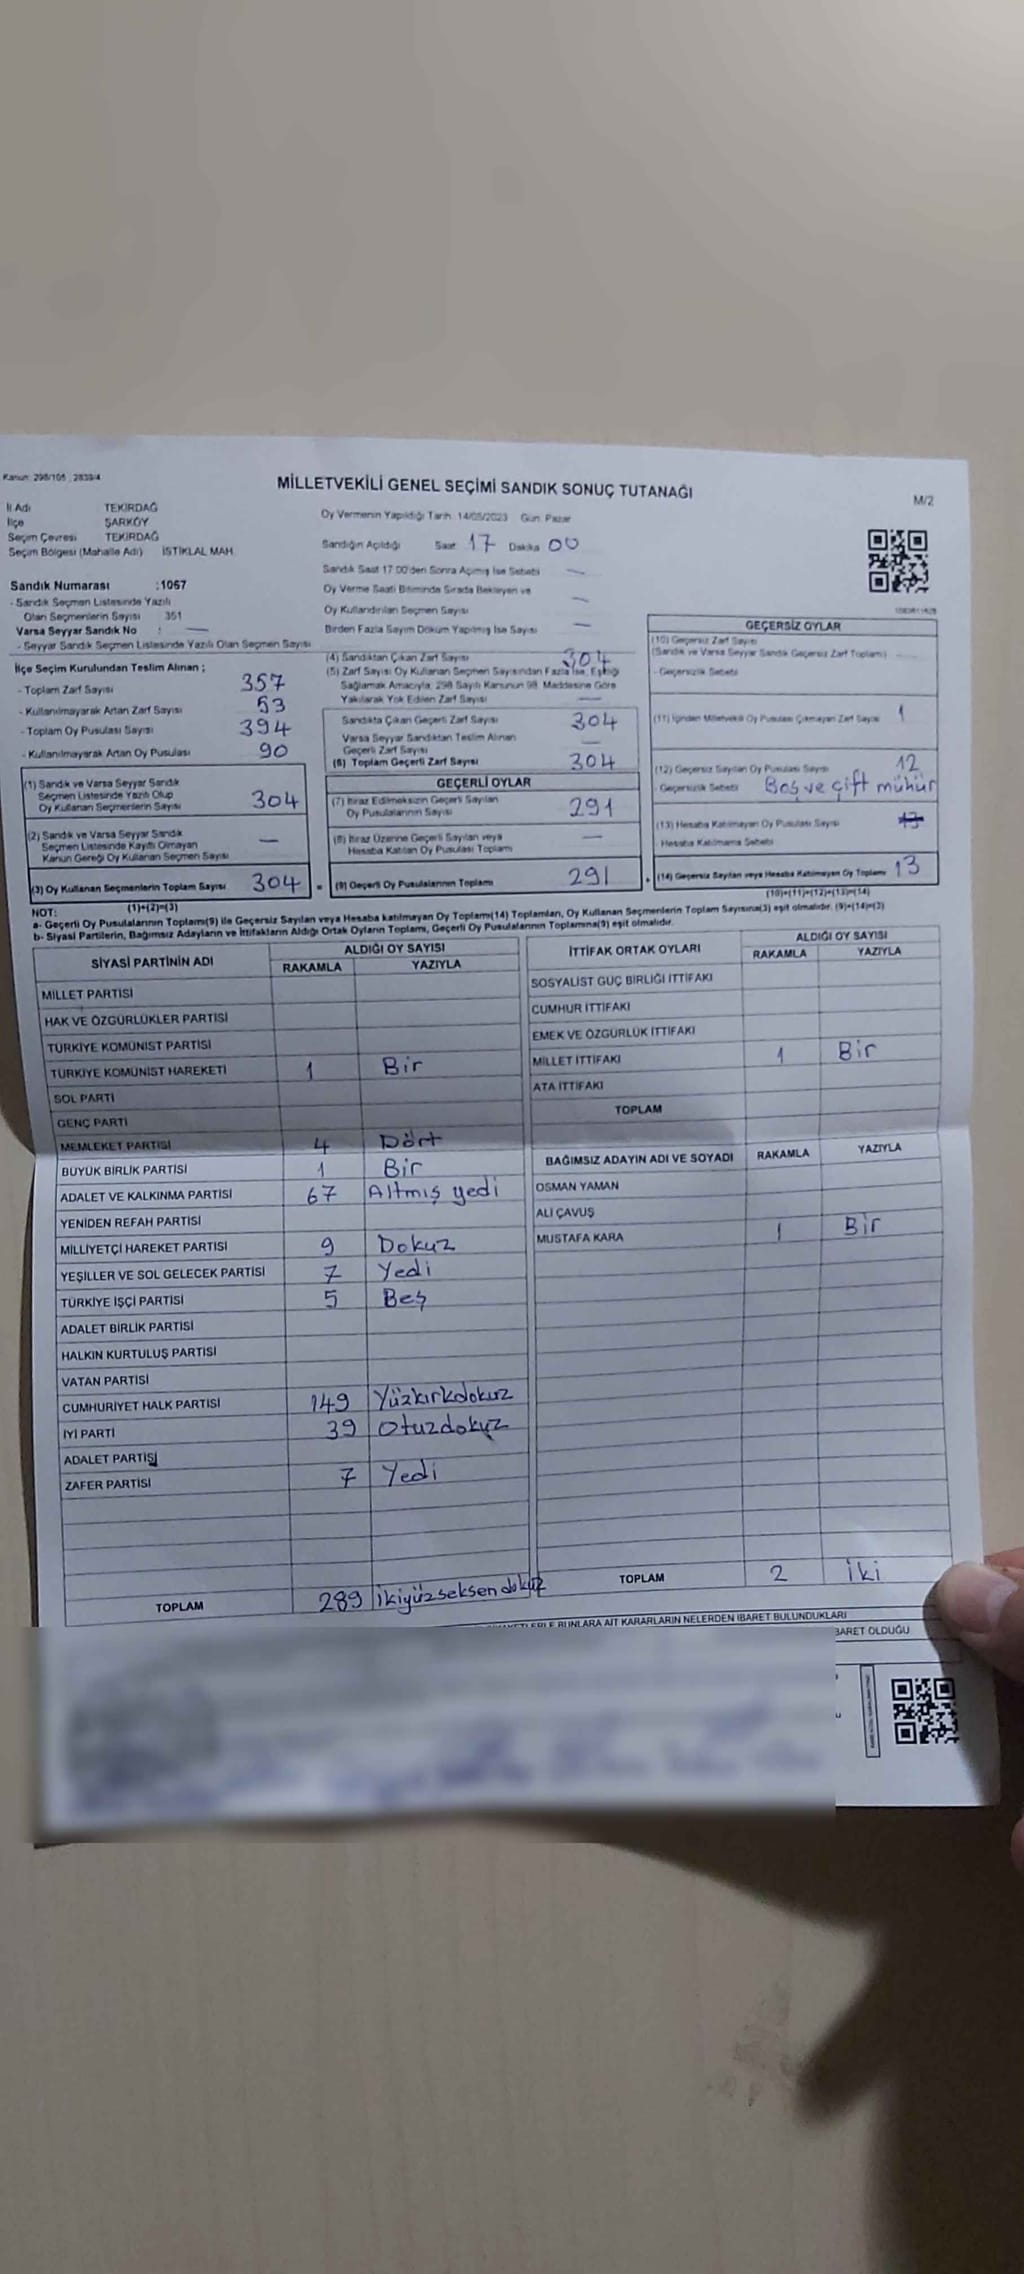 Kanun: 298/105 , 2839/4
MİLLETVEKİLİ GENEL SEÇİMİ SANDIK SONUÇ TUTANAĞI
M/2
İl Adı TEKİRDAĞ
İlçe ŞARKÖY
Seçim Çevresi TEKİRDAĞ
Seçim Bölgesi (Mahalle Adı) İSTİKLAL MAH.
Sandık Numarası :1067
- Sandık Seçmen Listesinde Yazılı
Olan Seçmenlerin Sayısı 351
Varsa Seyyar Sandık No : —
- Seyyar Sandık Seçmen Listesinde Yazılı Olan Seçmen Sayısı
İlçe Seçim Kurulundan Teslim Alınan ;
- Toplam Zarf Sayısı 357
- Kullanılmayarak Artan Zarf Sayısı 53
- Toplam Oy Pusulası Sayısı 394
- Kullanılmayarak Artan Oy Pusulası 90
(1) Sandık ve Varsa Seyyar Sandık
Seçmen Listesinde Yazılı Olup
Oy Kullanan Seçmenlerin Sayısı 304
(2) Sandık ve Varsa Seyyar Sandık
Seçmen Listesinde Kayıtlı Olmayan
Kanun Gereği Oy Kullanan Seçmen Sayısı —
(3) Oy Kullanan Seçmenlerin Toplam Sayısı 304
(1)+(2)=(3)
Oy Vermenin Yapıldığı Tarih: 14/05/2023 Gün: Pazar
Sandığın Açıldığı Saat 17 Dakika 00
Sandık Saat 17:00'den Sonra Açımış İse Sebebi —
Oy Verme Saati Bitiminde Sırada Bekleyen ve
Oy Kullandırılan Seçmen Sayısı —
Birden Fazla Sayım Döküm Yapılmış İse Sayısı —
(4) Sandıktan Çıkan Zarf Sayısı 304
(5) Zarf Sayısı Oy Kullanan Seçmen Sayısından Fazla İse, Eşitliği
Sağlamak Amacıyla, 298 Sayılı Kanunun 98. Maddesine Göre
Yakılarak Yok Edilen Zarf Sayısı —
Sandıkta Çıkan Geçerli Zarf Sayısı 304
Varsa Seyyar Sandıktan Teslim Alınan
Geçerli Zarf Sayısı —
(6) Toplam Geçerli Zarf Sayısı 304
GEÇERLİ OYLAR
(7) İtiraz Edilmeksizin Geçerli Sayılan
Oy Pusulalarının Sayısı 291
(8) İtiraz Üzerine Geçerli Sayılan veya
Hesaba Katılan Oy Pusulası Toplamı —
= (9) Geçerli Oy Pusulalarının Toplamı 291
GEÇERSİZ OYLAR
(10) Geçersiz Zarf Sayısı
(Sandık ve Varsa Seyyar Sandık Geçersiz Zarf Toplamı) —
- Geçersizlik Sebebi
(11) İçinden Milletvekili Oy Pusulası Çıkmayan Zarf Sayısı 1
(12) Geçersiz Sayılan Oy Pusulası Sayısı 12
Geçersizlik Sebebi Boş ve çift mühür
(13) Hesaba Katılmayan Oy Pusulası Sayısı
Hesaba Katılmama Sebebi
+ (14) Geçersiz Sayılan veya Hesaba Katılmayan Oy Toplamı 13
(10)+(11)+(12)+(13)=(14)
NOT:
a- Geçerli Oy Pusulalarının Toplamı(9) ile Geçersiz Sayılan veya Hesaba katılmayan Oy Toplamı(14) Toplamları, Oy Kullanan Seçmenlerin Toplam Sayısına(3) eşit olmalıdır. (9)+(14)=(3)
b- Siyasi Partilerin, Bağımsız Adayların ve İttifakların Aldığı Ortak Oyların Toplamı, Geçerli Oy Pusulalarının Toplamına(9) eşit olmalıdır.
SİYASİ PARTİNİN ADI ALDIĞI OY SAYISI
RAKAMLA YAZIYLA
MİLLET PARTİSİ
HAK VE ÖZGÜRLÜKLER PARTİSİ
TÜRKİYE KOMÜNİST PARTİSİ
TÜRKİYE KOMÜNİST HAREKETİ 1 Bir
SOL PARTİ
GENÇ PARTİ
MEMLEKET PARTİSİ 4 Dört
BÜYÜK BİRLİK PARTİSİ 1 Bir
ADALET VE KALKINMA PARTİSİ 67 Altmış yedi
YENİDEN REFAH PARTİSİ
MİLLİYETÇİ HAREKET PARTİSİ 9 Dokuz
YEŞİLLER VE SOL GELECEK PARTİSİ 7 Yedi
TÜRKİYE İŞÇİ PARTİSİ 5 Beş
ADALET BİRLİK PARTİSİ
HALKIN KURTULUŞ PARTİSİ
VATAN PARTİSİ
CUMHURİYET HALK PARTİSİ 149 Yüzkırkdokuz
İYİ PARTİ 39 Otuzdokuz
ADALET PARTİSİ
ZAFER PARTİSİ 7 Yedi
TOPLAM 289 ikiyüzseksendokuz
İTTİFAK ORTAK OYLARI ALDIĞI OY SAYISI
RAKAMLA YAZIYLA
SOSYALİST GÜÇ BİRLİĞİ İTTİFAKI
CUMHUR İTTİFAKI
EMEK VE ÖZGÜRLÜK İTTİFAKI
MİLLET İTTİFAKI 1 Bir
ATA İTTİFAKI
TOPLAM
BAĞIMSIZ ADAYIN ADI VE SOYADI RAKAMLA YAZIYLA
OSMAN YAMAN
ALİ ÇAVUŞ
MUSTAFA KARA 1 Bir
TOPLAM 2 İki
BUNLARA AİT KARARLARIN NELERDEN İBARET BULUNDUKLARI
BARET OLDUĞU